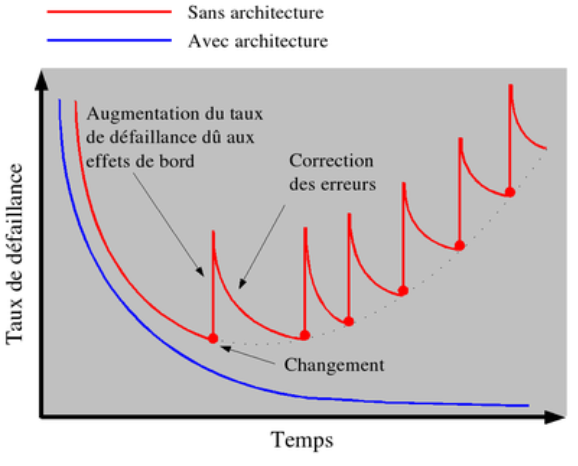 Sans architecture
Avec architecture
Augmentation du taux
de défaillance dû aux
effets de bord
Correction
des erreurs
Changement
Taux de défaillance
Temps